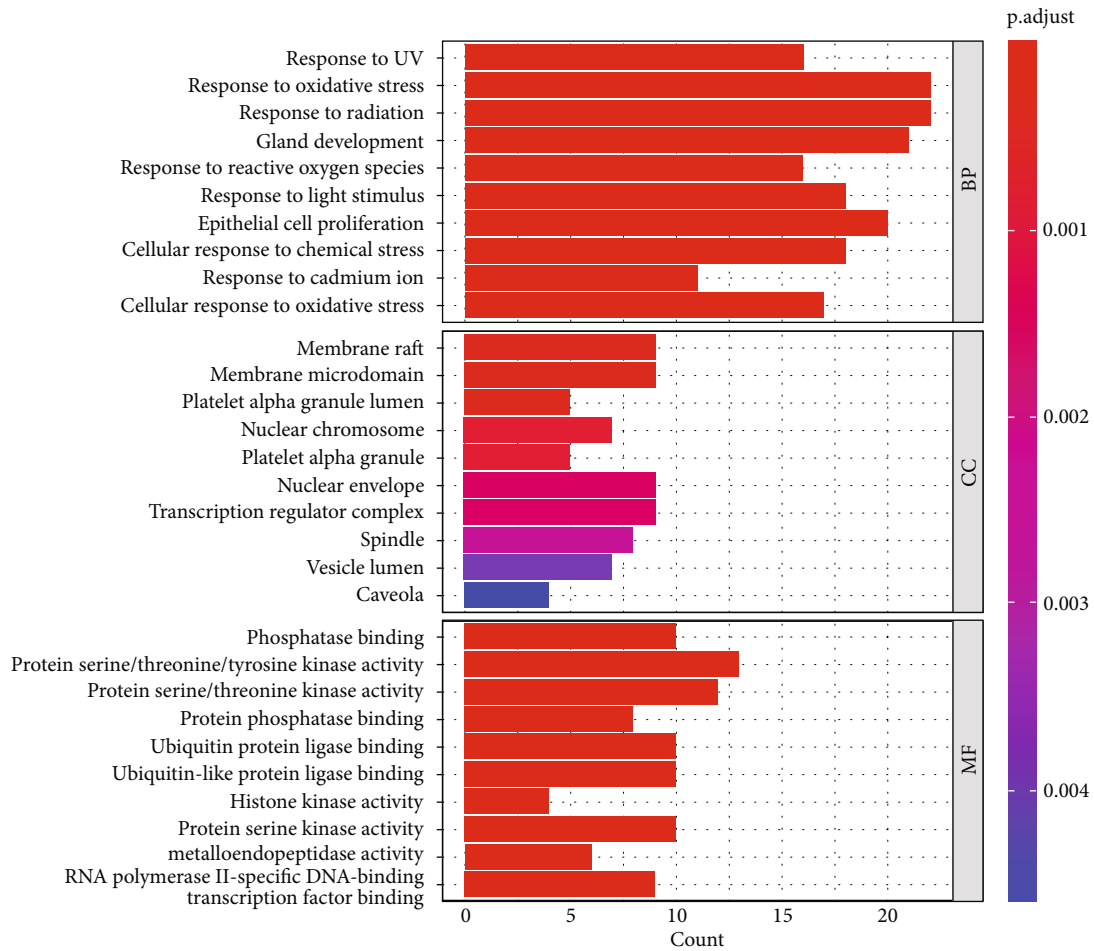 p.adjust
Response to UV
Response to oxidative stress
Response to radiation
Gland development
Response to reactive oxygen species
Response to light stimulus
Epithelial cell proliferation
Cellular response to chemical stress
Response to cadmium ion
Cellular response to oxidative stress
BP
Membrane raft
Membrane microdomain
Platelet alpha granule lumen
Nuclear chromosome
Platelet alpha granule
Nuclear envelope
Transcription regulator complex
Spindle
Vesicle lumen
Caveola
CC
Phosphatase binding
Protein serine/threonine/tyrosine kinase activity
Protein serine/threonine kinase activity
Protein phosphatase binding
Ubiquitin protein ligase binding
Ubiquitin-like protein ligase binding
Histone kinase activity
Protein serine kinase activity
metalloendopeptidase activity
RNA polymerase II-specific DNA-binding
transcription factor binding
MF
0 5 10 15 20
Count
0.001
0.002
0.003
0.004